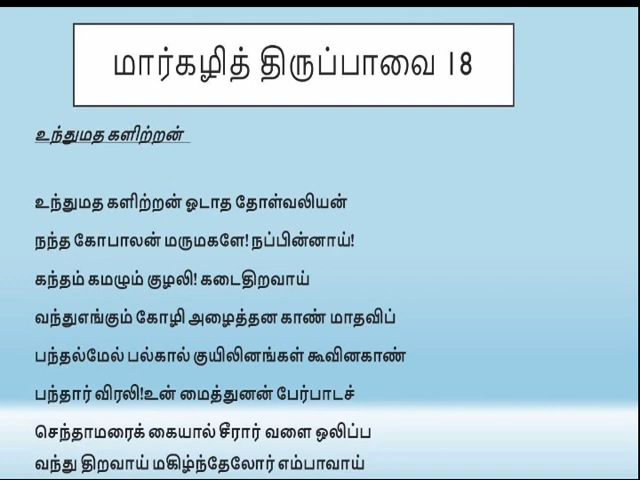 மார்கழித் திருப்பாவை 18
உந்துமத களிற்றன்
உந்துமத களிற்றன் ஓடாத தோள்வலியன்
நந்த கோபாலன் மருமகளே! நப்பின்னாய்!
கந்தம் கமழும் குழலி! கடைதிறவாய்
வந்துஎங்கும் கோழி அழைத்தன காண் மாதவிப்
பந்தல்மேல் பல்கால் குயிலினங்கள் கூவினகாண்
பந்தார் விரலி!உன் மைத்துனன் பேர்பாடச்
செந்தாமரைக் கையால் சீரார் வளை ஒலிப்ப
வந்து திறவாய் மகிழ்ந்தேலோர் எம்பாவாய்